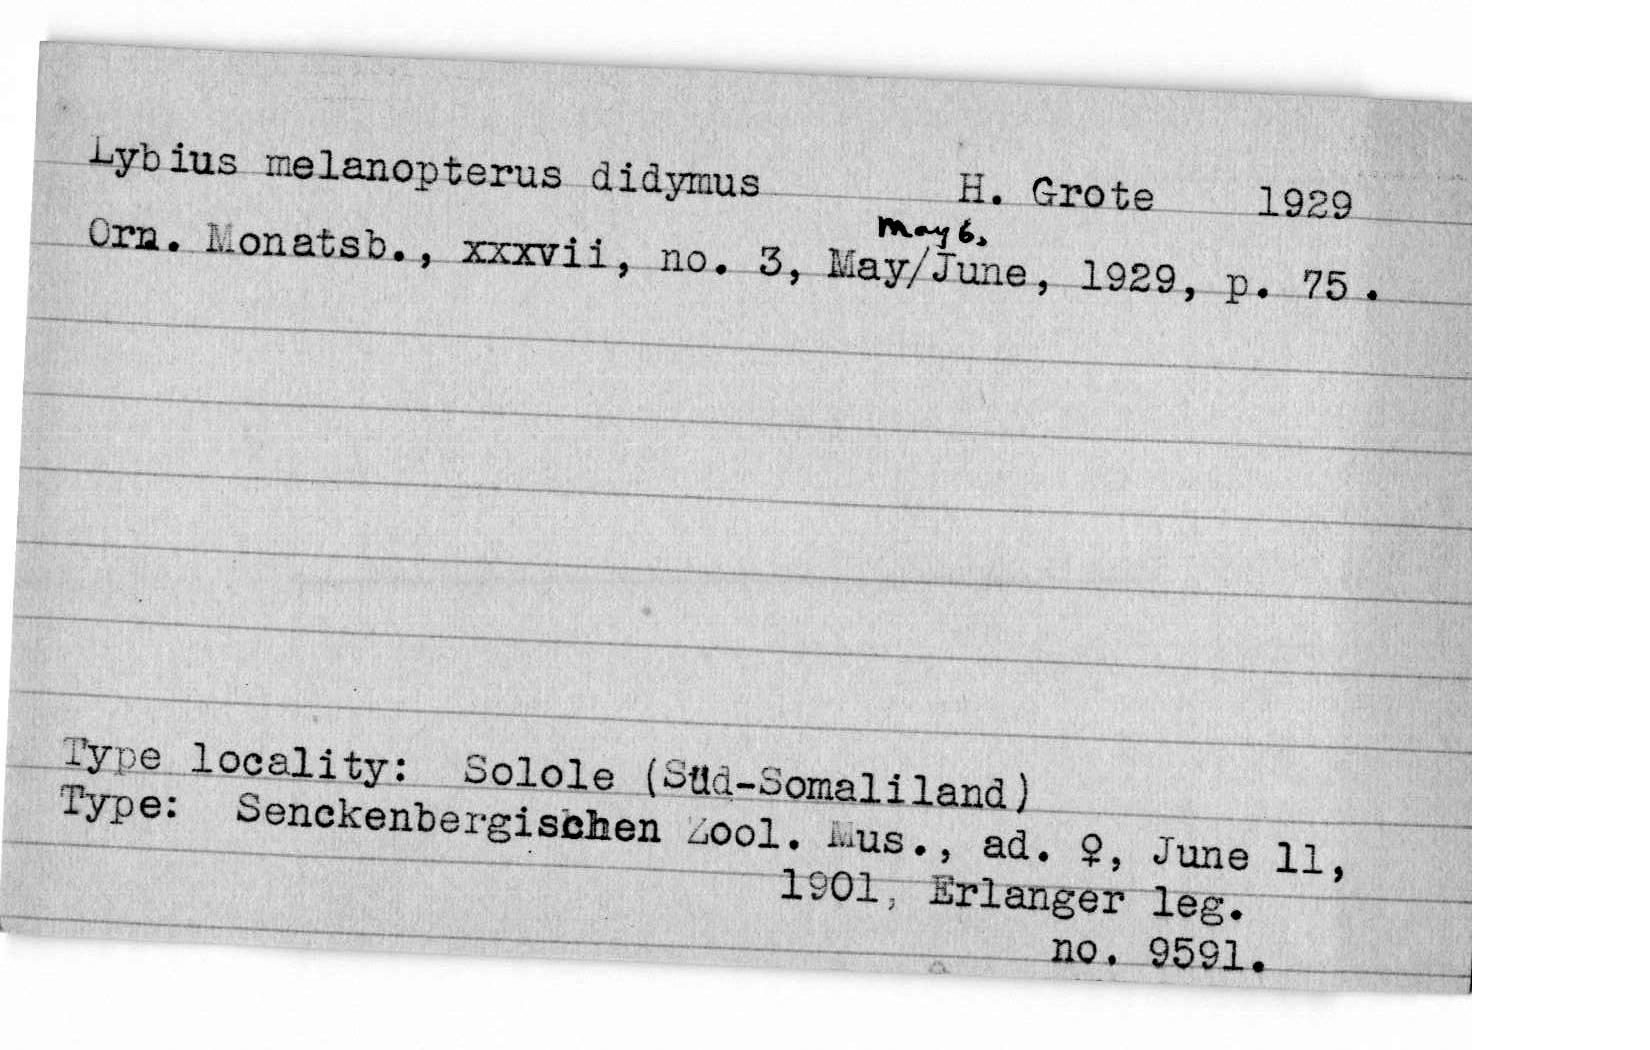 Lybius melanopterus didymus H. Grote 1929
May 6,
Orn. Monatsb., xxxvii, no. 3, May/June, 1929, p. 75.
Type locality: Solole (Süd-Somaliland)
Type: Senckenbergischen Zool. Mus., ad. ♀, June 11,
1901, Erlanger leg.
no. 9591.